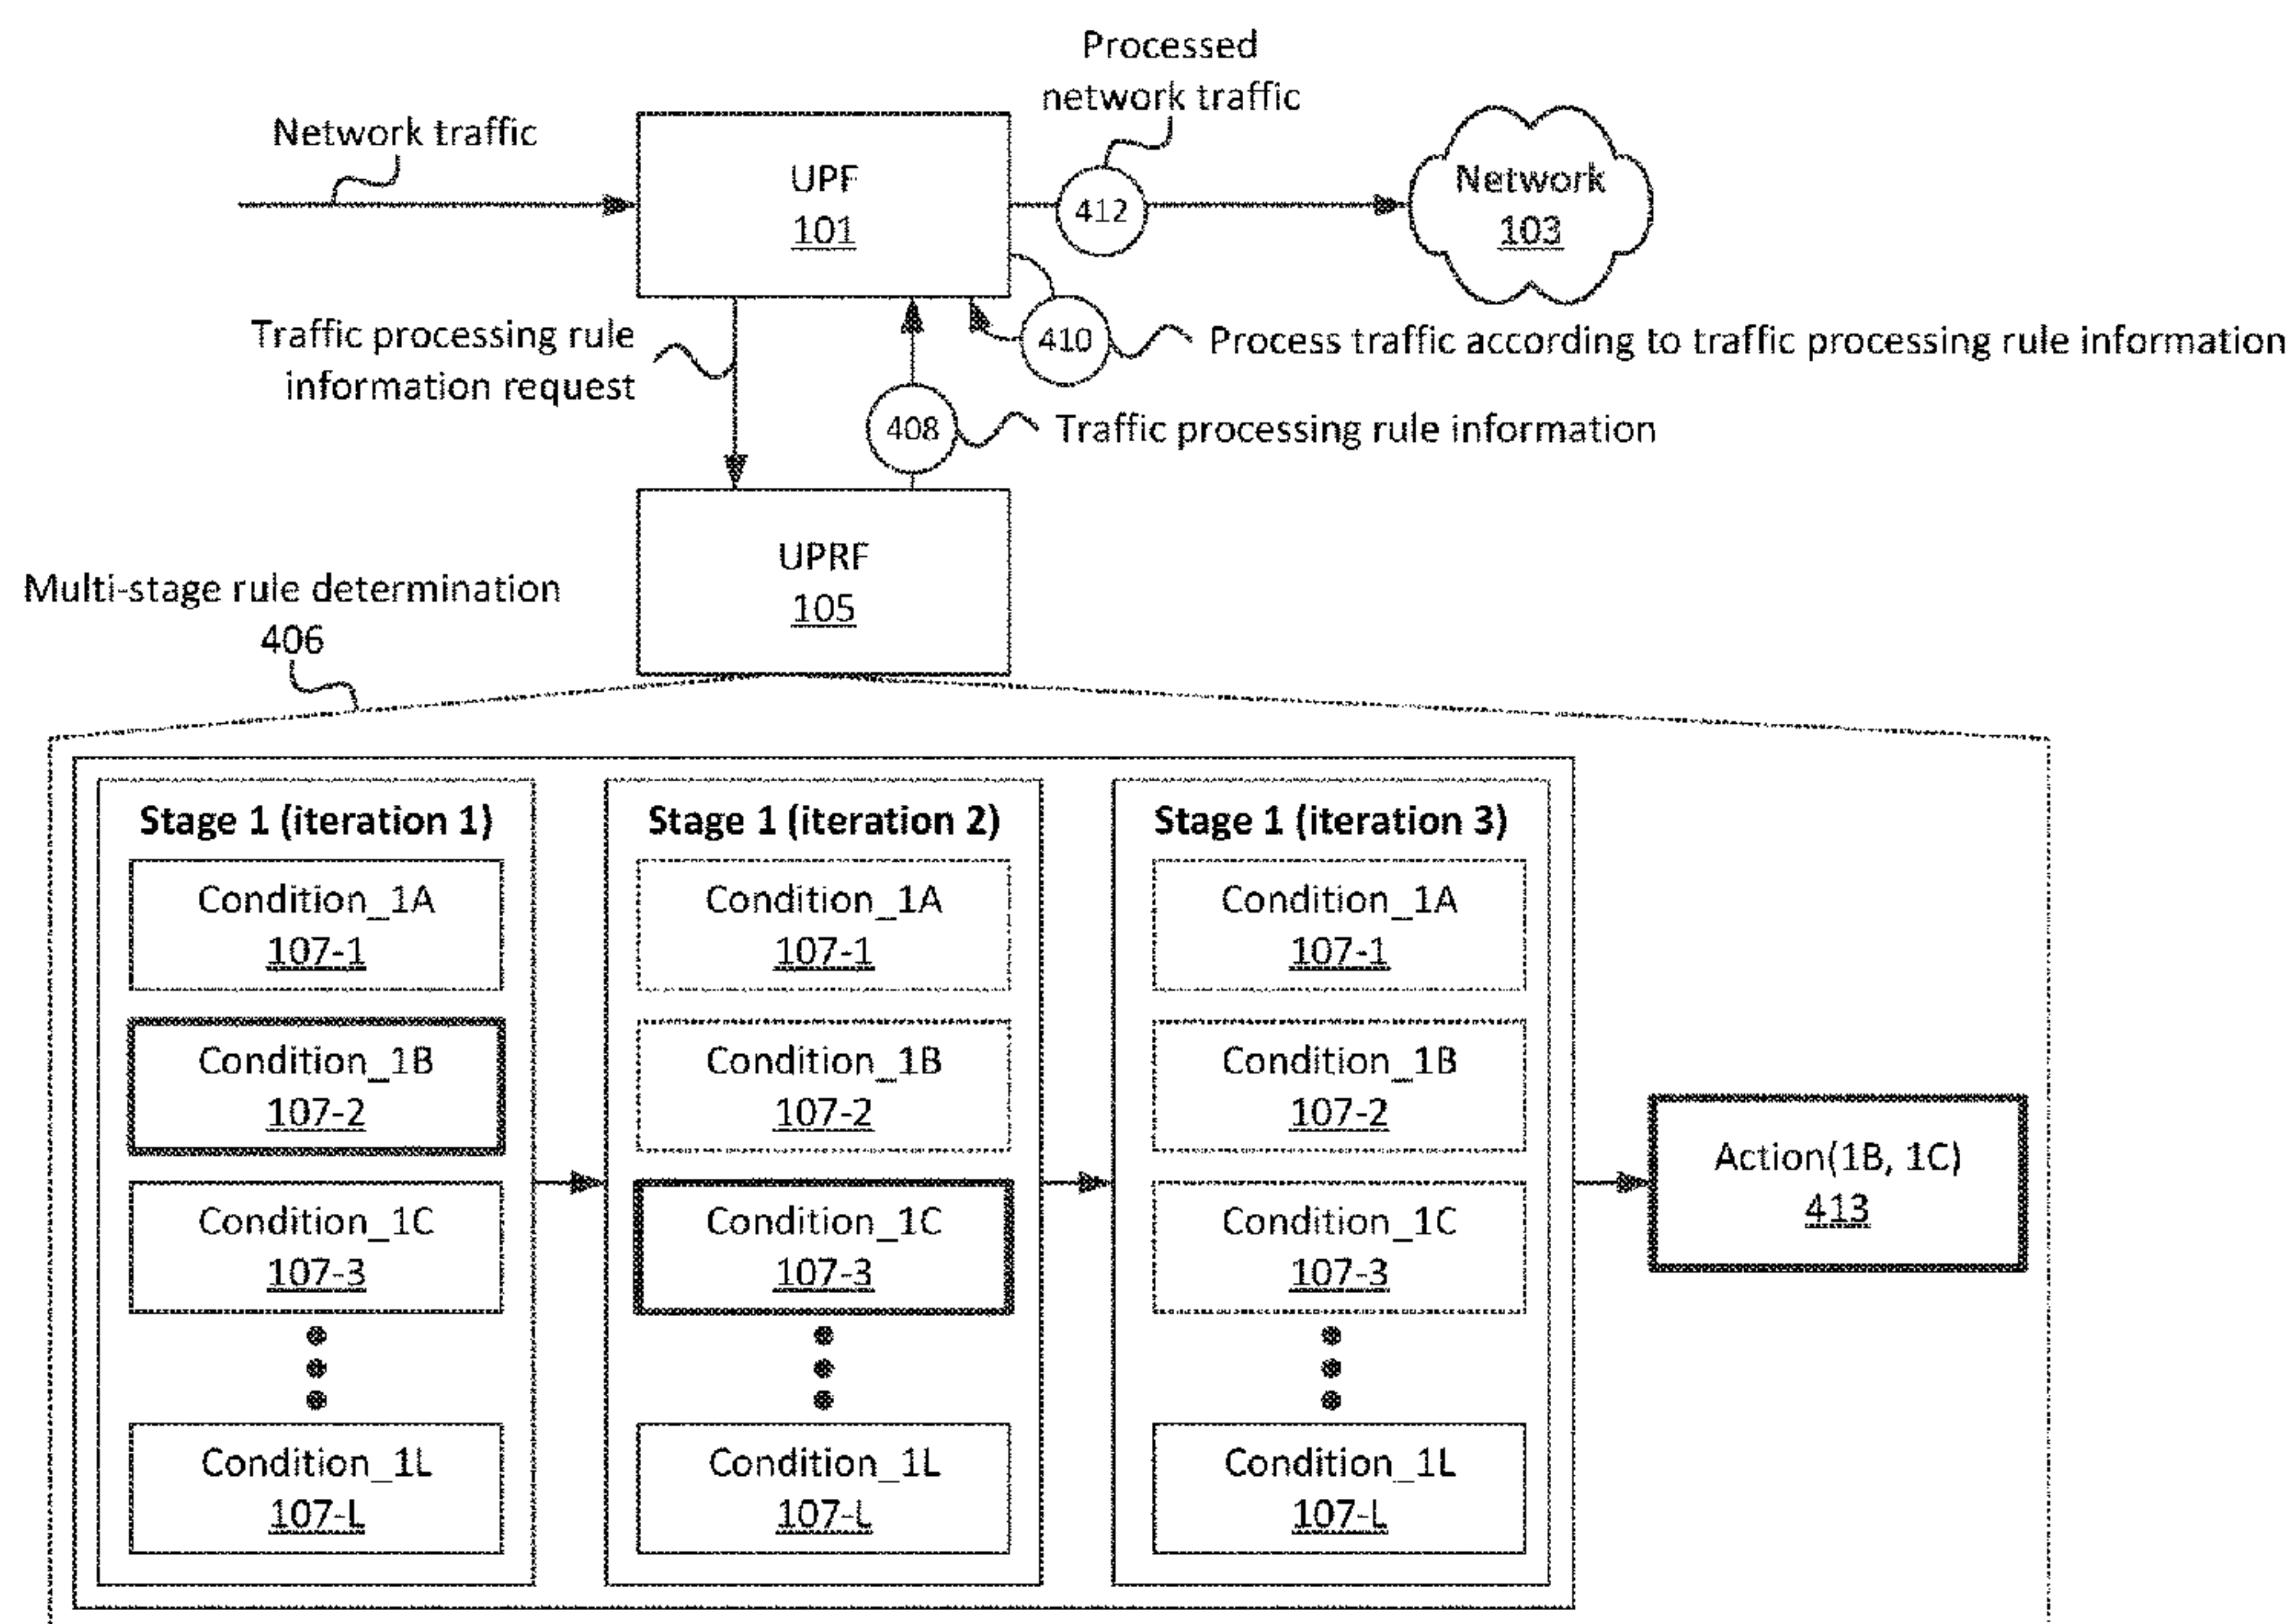 Processed
network traffic
Network traffic
UPF
101
412
Network
103
Traffic processing rule
information request
410
Process traffic according to traffic processing rule information
408
Traffic processing rule information
UPRF
105
Multi-stage rule determination
406
Stage 1 (iteration 1)
Condition_1A
107-1
Condition_1B
107-2
Condition_1C
107-3
Condition_1L
107-L
Stage 1 (iteration 2)
Condition_1A
107-1
Condition_1B
107-2
Condition_1C
107-3
Condition_1L
107-L
Stage 1 (iteration 3)
Condition_1A
107-1
Condition_1B
107-2
Condition_1C
107-3
Condition_1L
107-L
Action(1B, 1C)
413